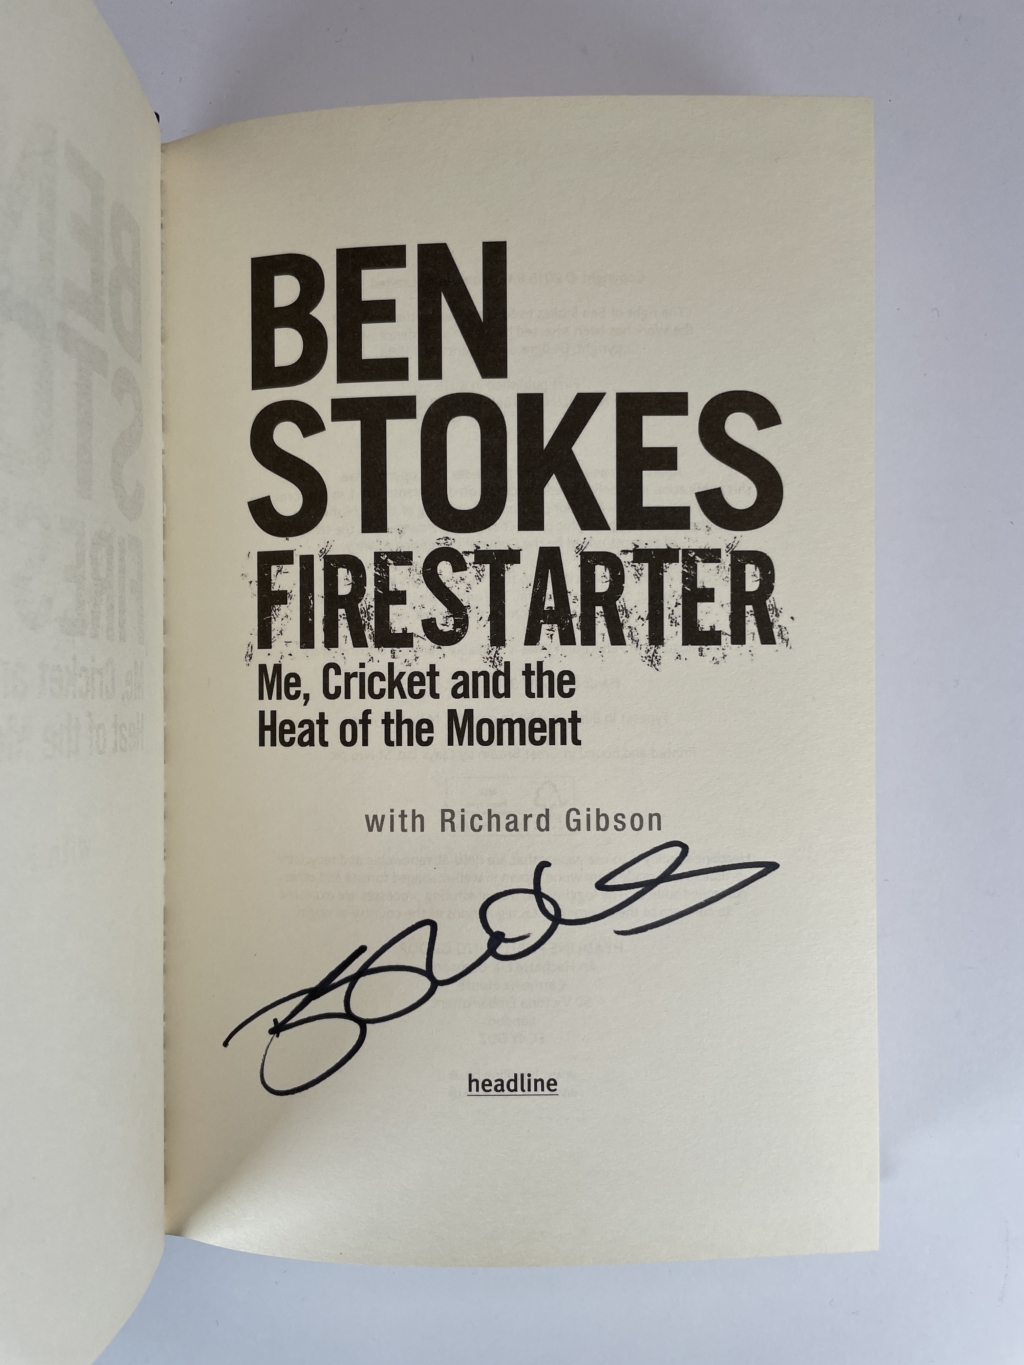 BEN
STOKES
FIRESTARTER
Me, Cricket and the
Heat of the Moment
with Richard Gibson
headline